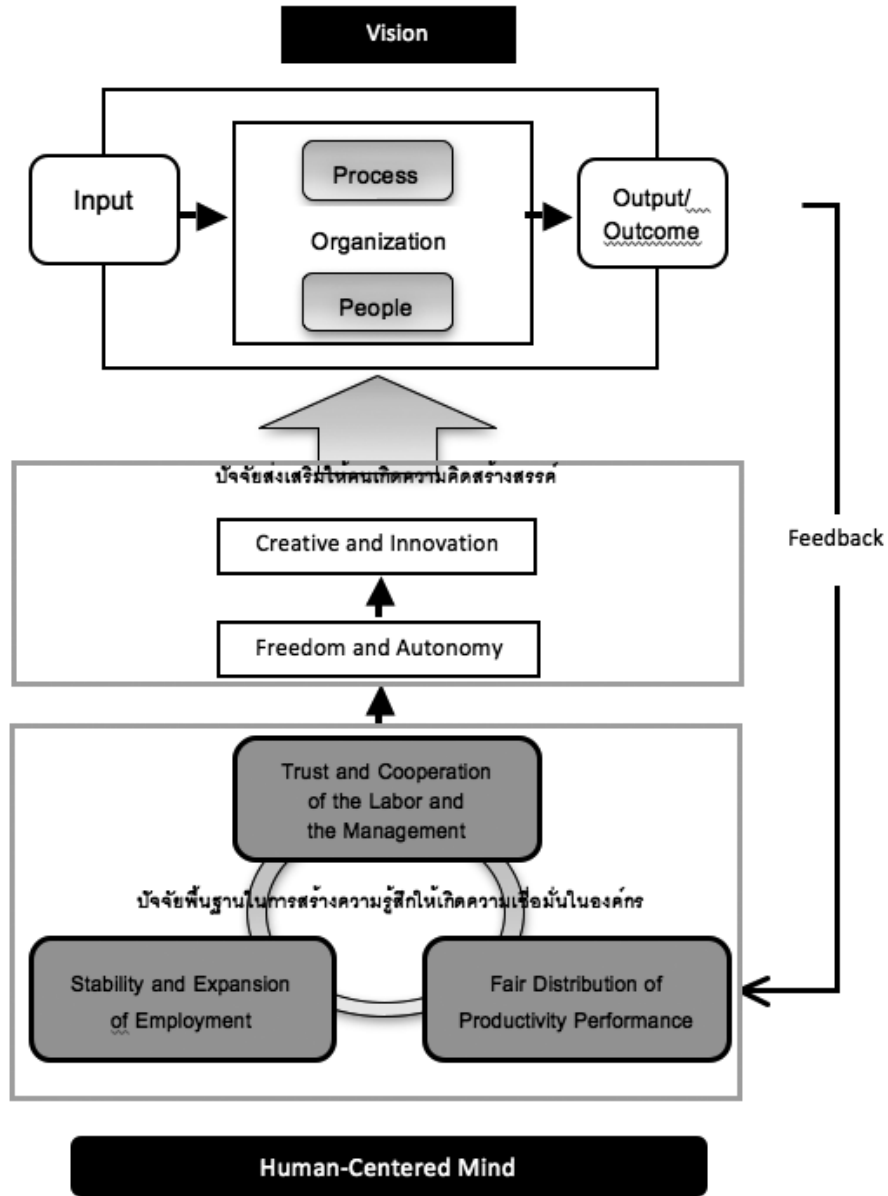 Vision
Input
Process
Organization
People
Output/
Outcome
ปัจจัยส่งเสริมให้คนเกิดความคิดสร้างสรรค์
Creative and Innovation
Freedom and Autonomy
Feedback
Trust and Cooperation
of the Labor and
the Management
ปัจจัยพื้นฐานในการสร้างความรู้สึกให้เกิดความเชื่อมั่นในองค์กร
Stability and Expansion
of Employment
Fair Distribution of
Productivity Performance
Human-Centered Mind